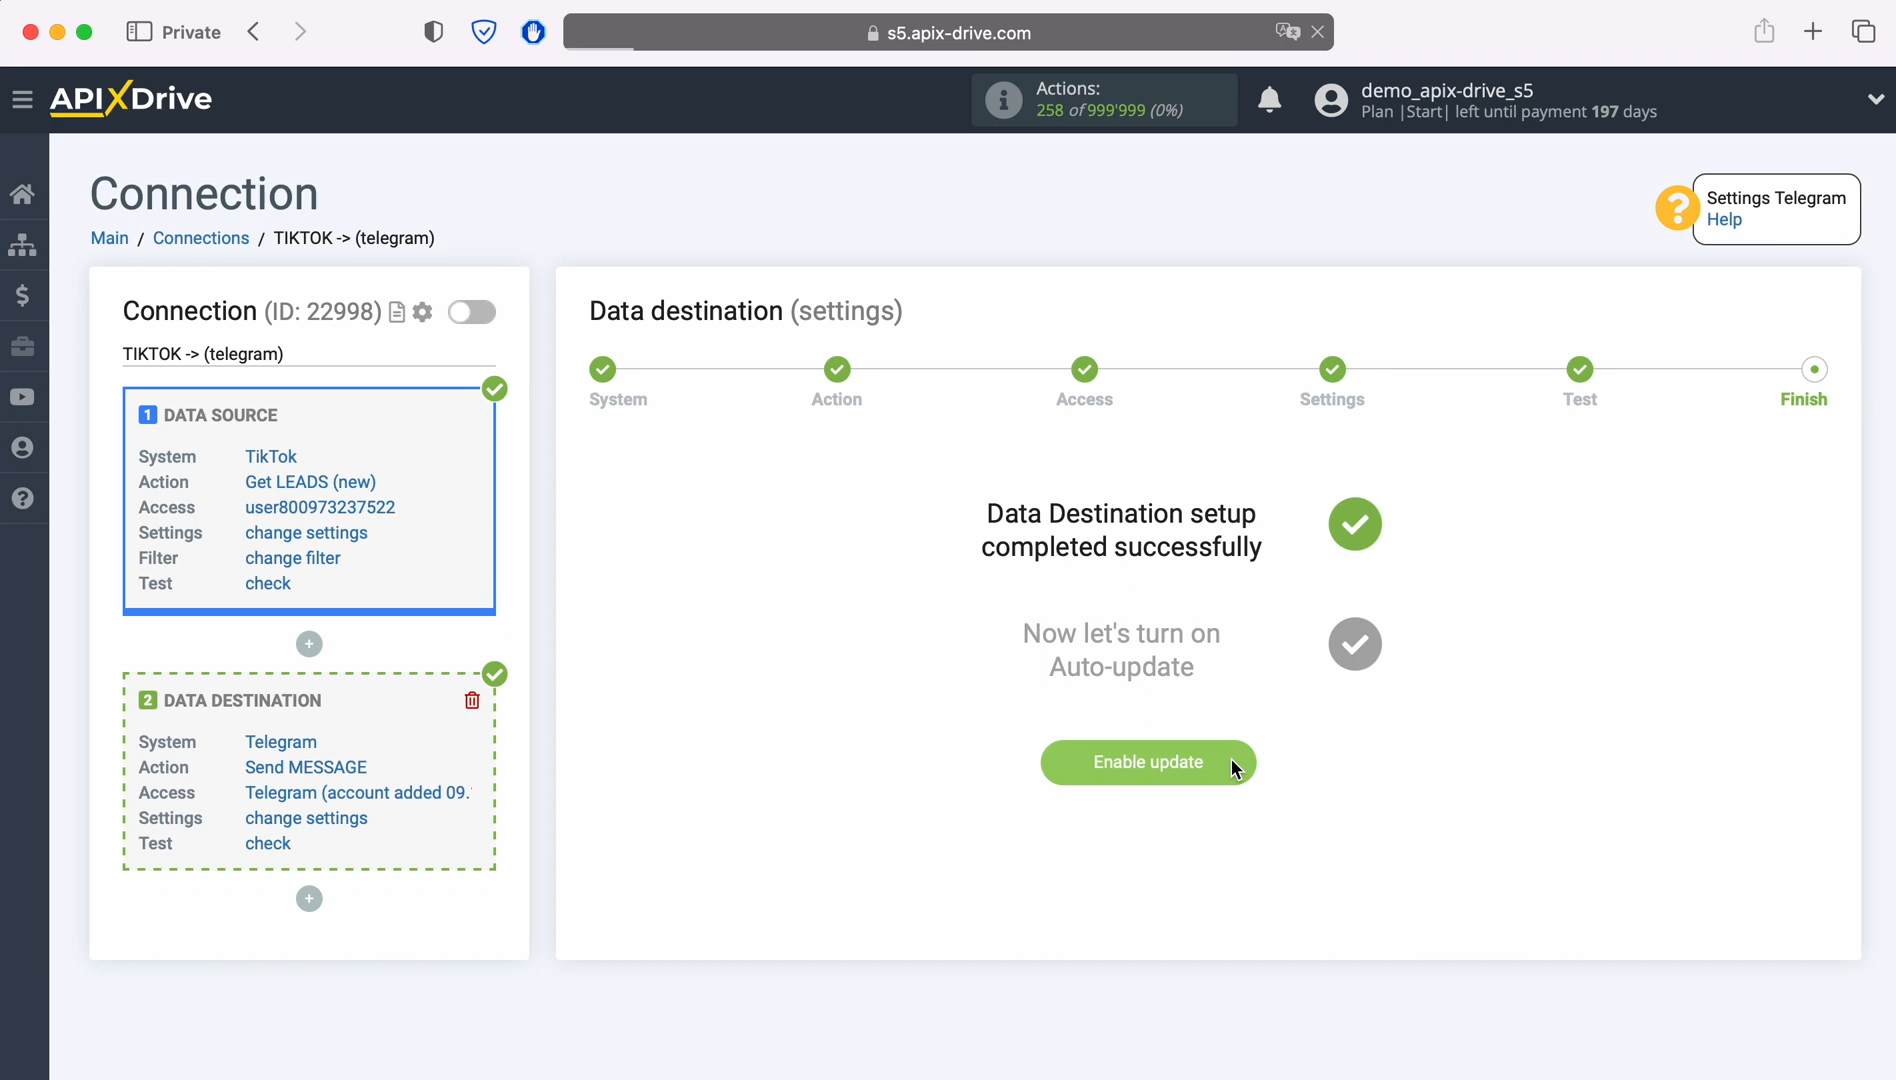 Private
s5.apix-drive.com
APIXDrive
Actions:
258 of 999'999 (0%)
demo_apix-drive_s5
Plan |Start| left until payment 197 days
Connection
Main / Connections / TIKTOK -> (telegram)
Settings Telegram
Help
Connection (ID: 22998)
TIKTOK -> (telegram)
1 DATA SOURCE
System TikTok
Action Get LEADS (new)
Access user800973237522
Settings change settings
Filter change filter
Test check
2 DATA DESTINATION
System Telegram
Action Send MESSAGE
Access Telegram (account added 09.
Settings change settings
Test check
Data destination (settings)
System
Action
Access
Settings
Test
Finish
Data Destination setup
completed successfully
Now let's turn on
Auto-update
Enable update